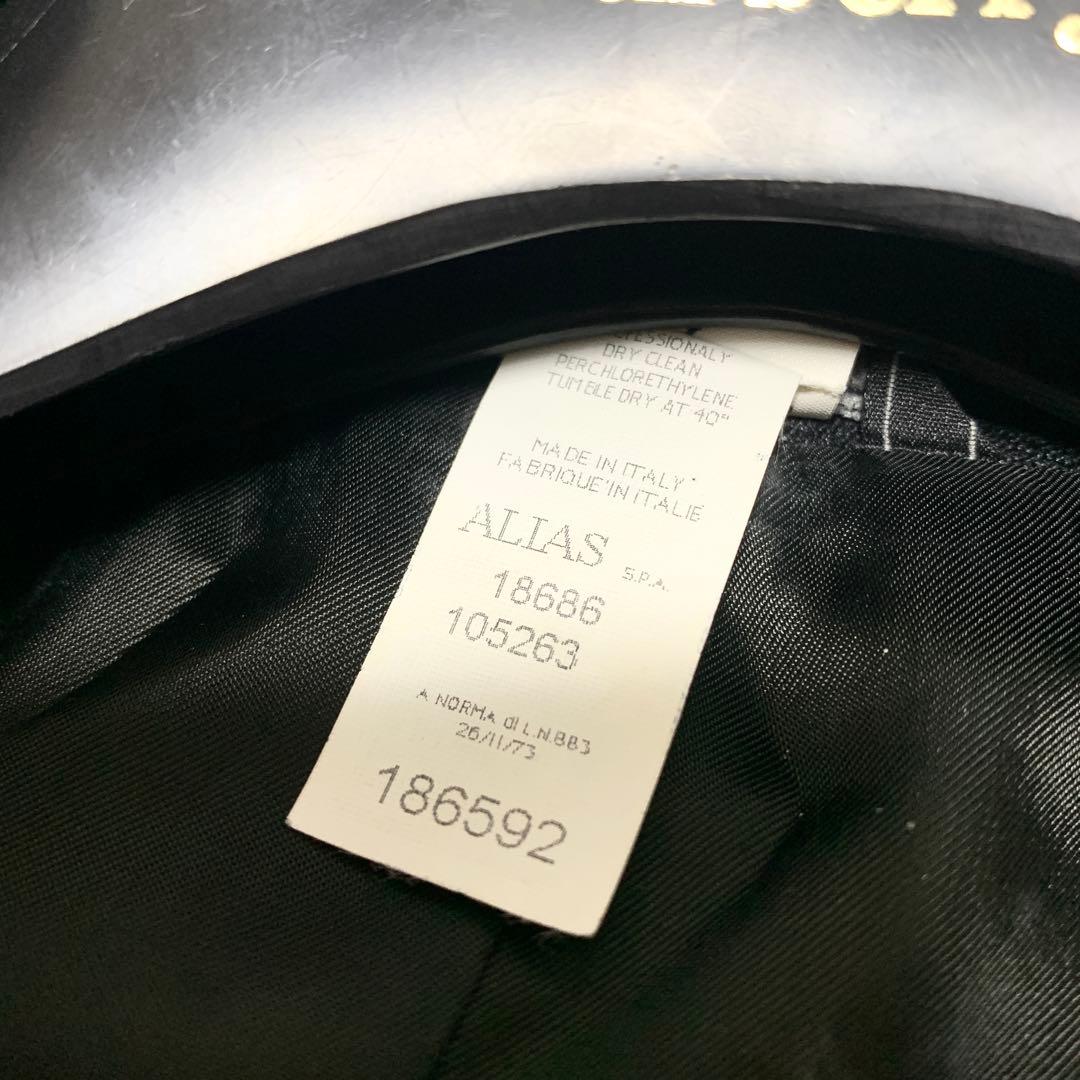 DRY CLEAN
PERCHLORETHYLENE
TUMBLE DRY AT 40°
MADE IN ITALY
FABRIQUE' IN ITALIE
ALIAS S.P.A.
18686
105263
A NORMA di L.N.883
26/11/73
186592